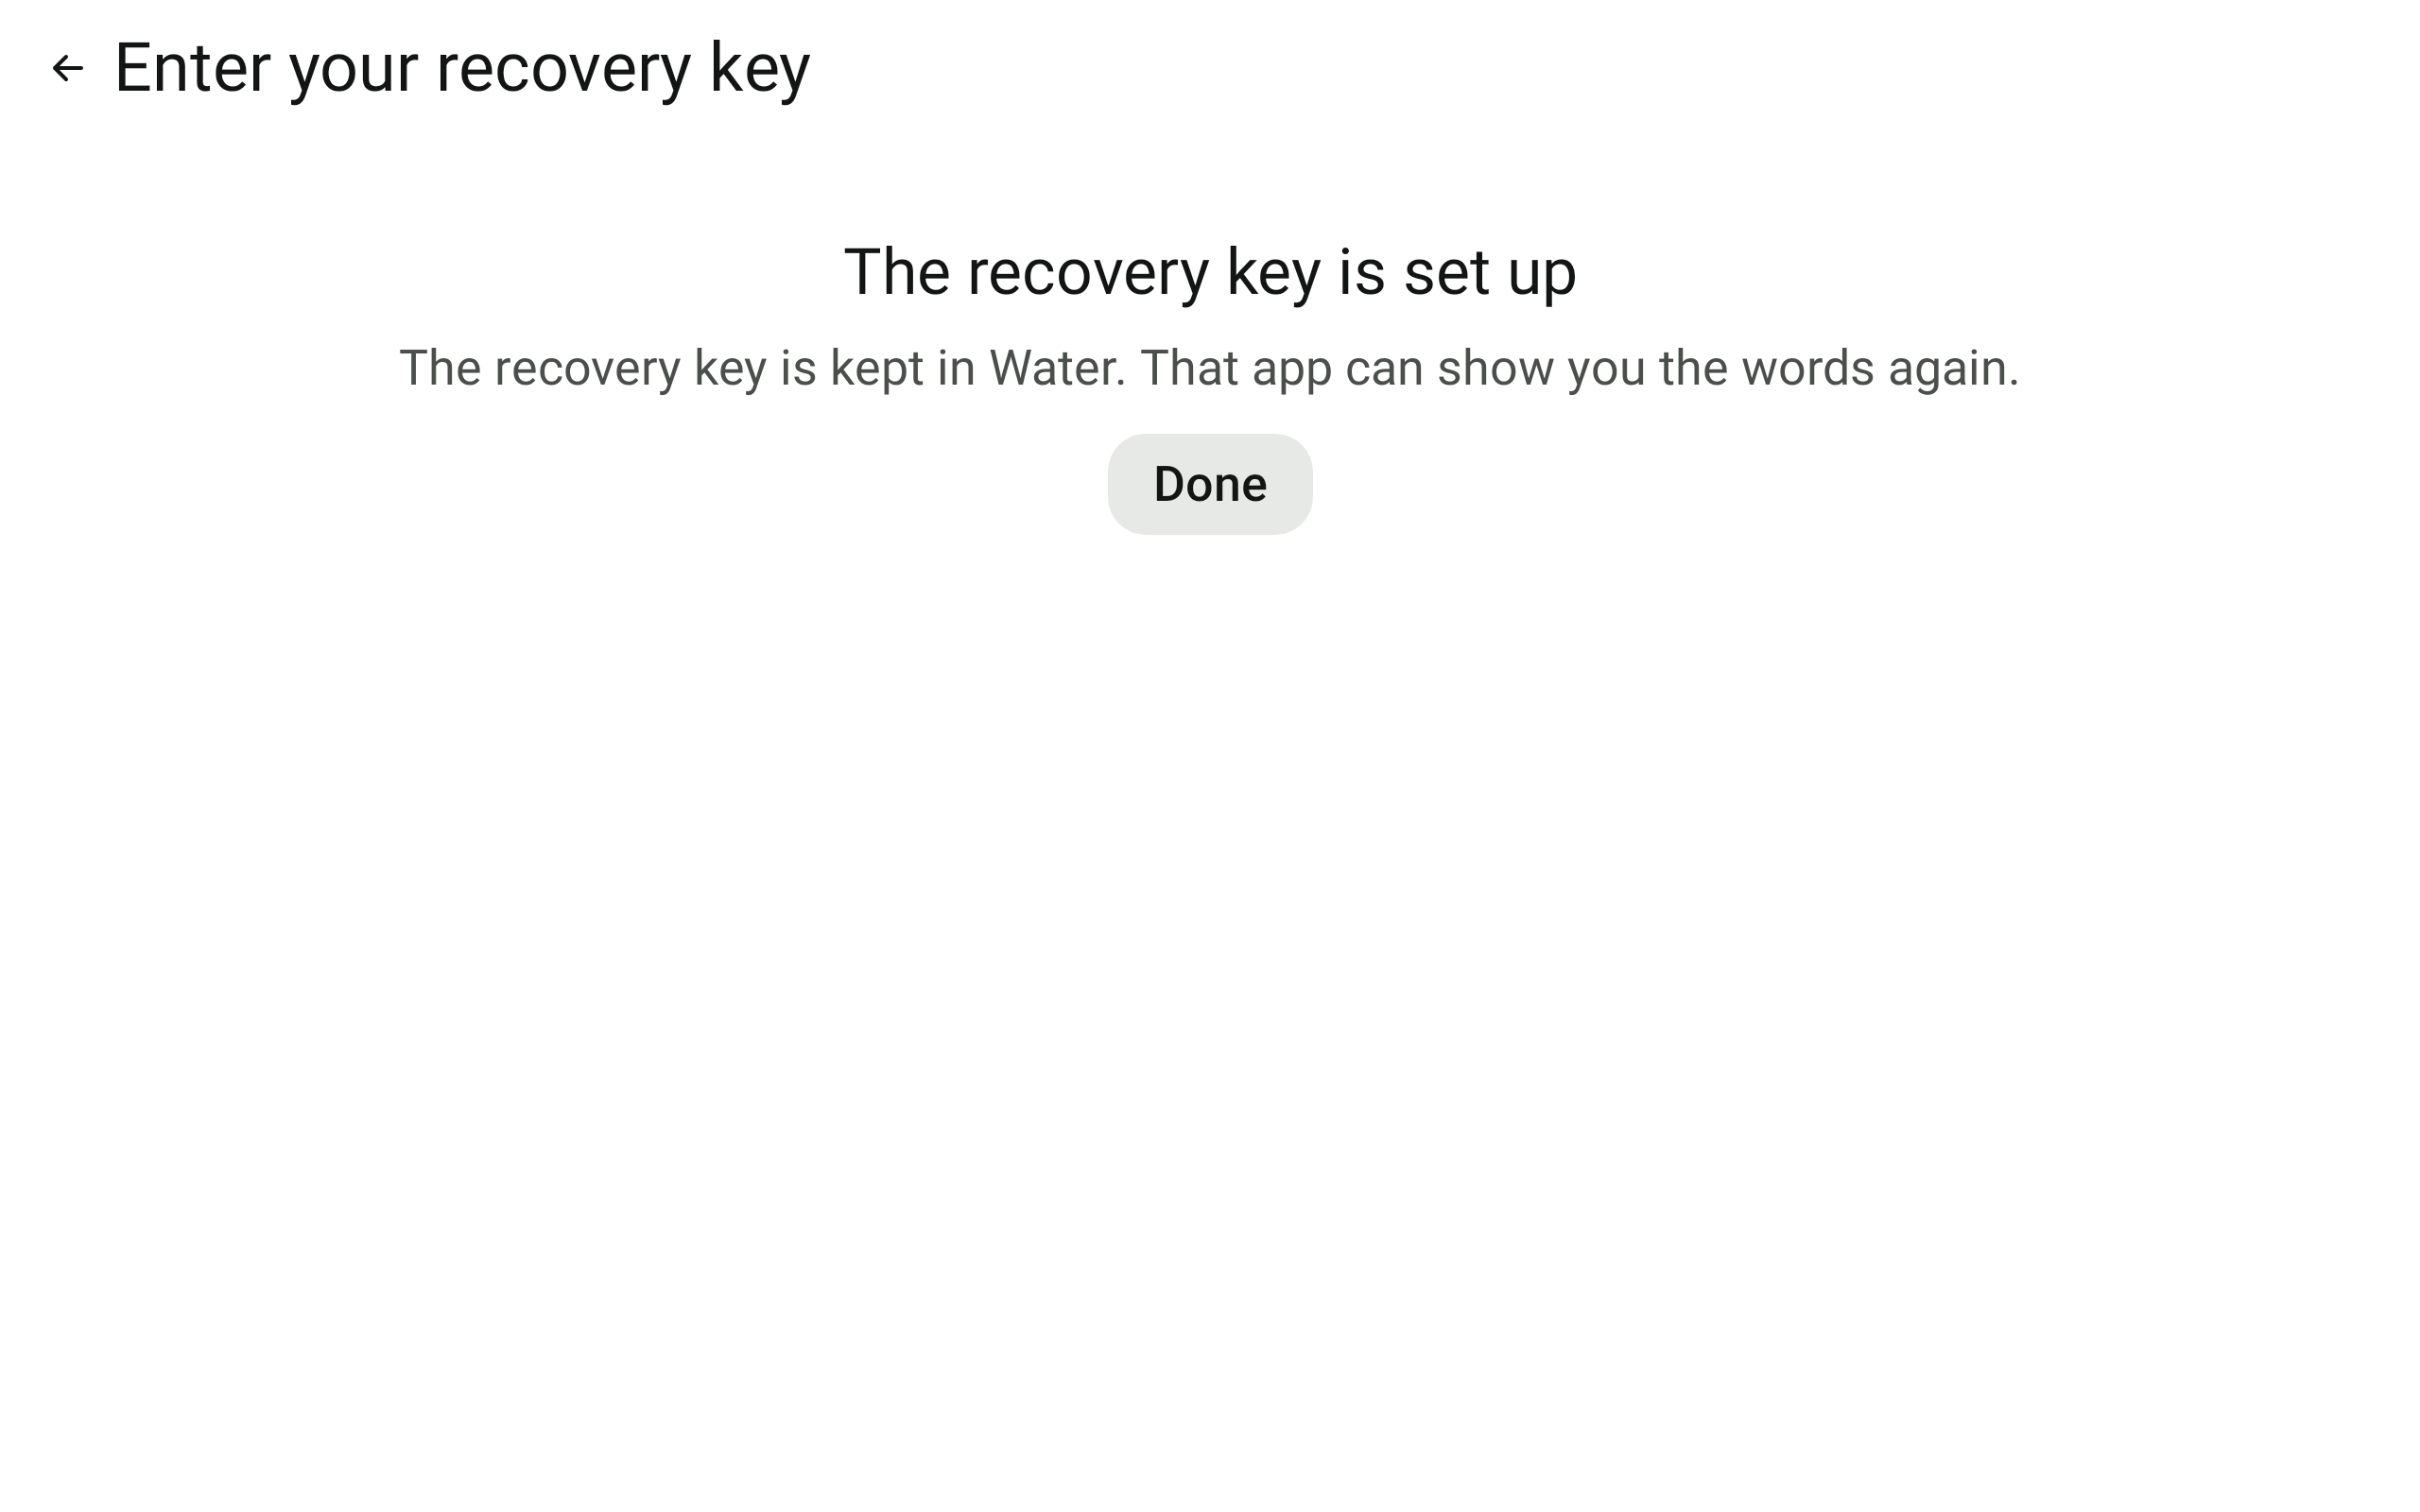 Enter your recovery key
The recovery key is set up
The recovery key is kept in Water. That app can show you the words again.
Done